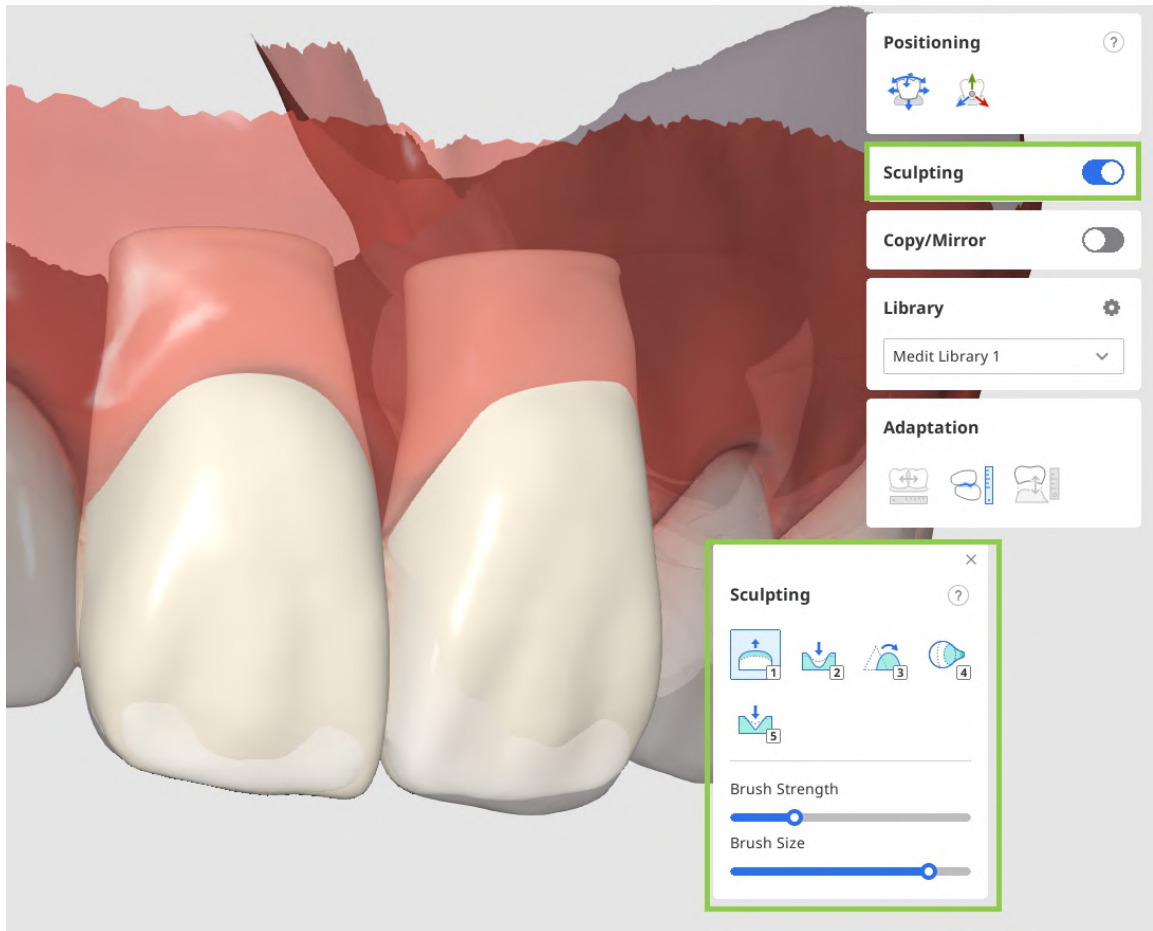 Positioning
?
Sculpting
Copy/Mirror
Library
Medit Library 1
Adaptation
Sculpting
?
1
2
3
4
5
Brush Strength
Brush Size